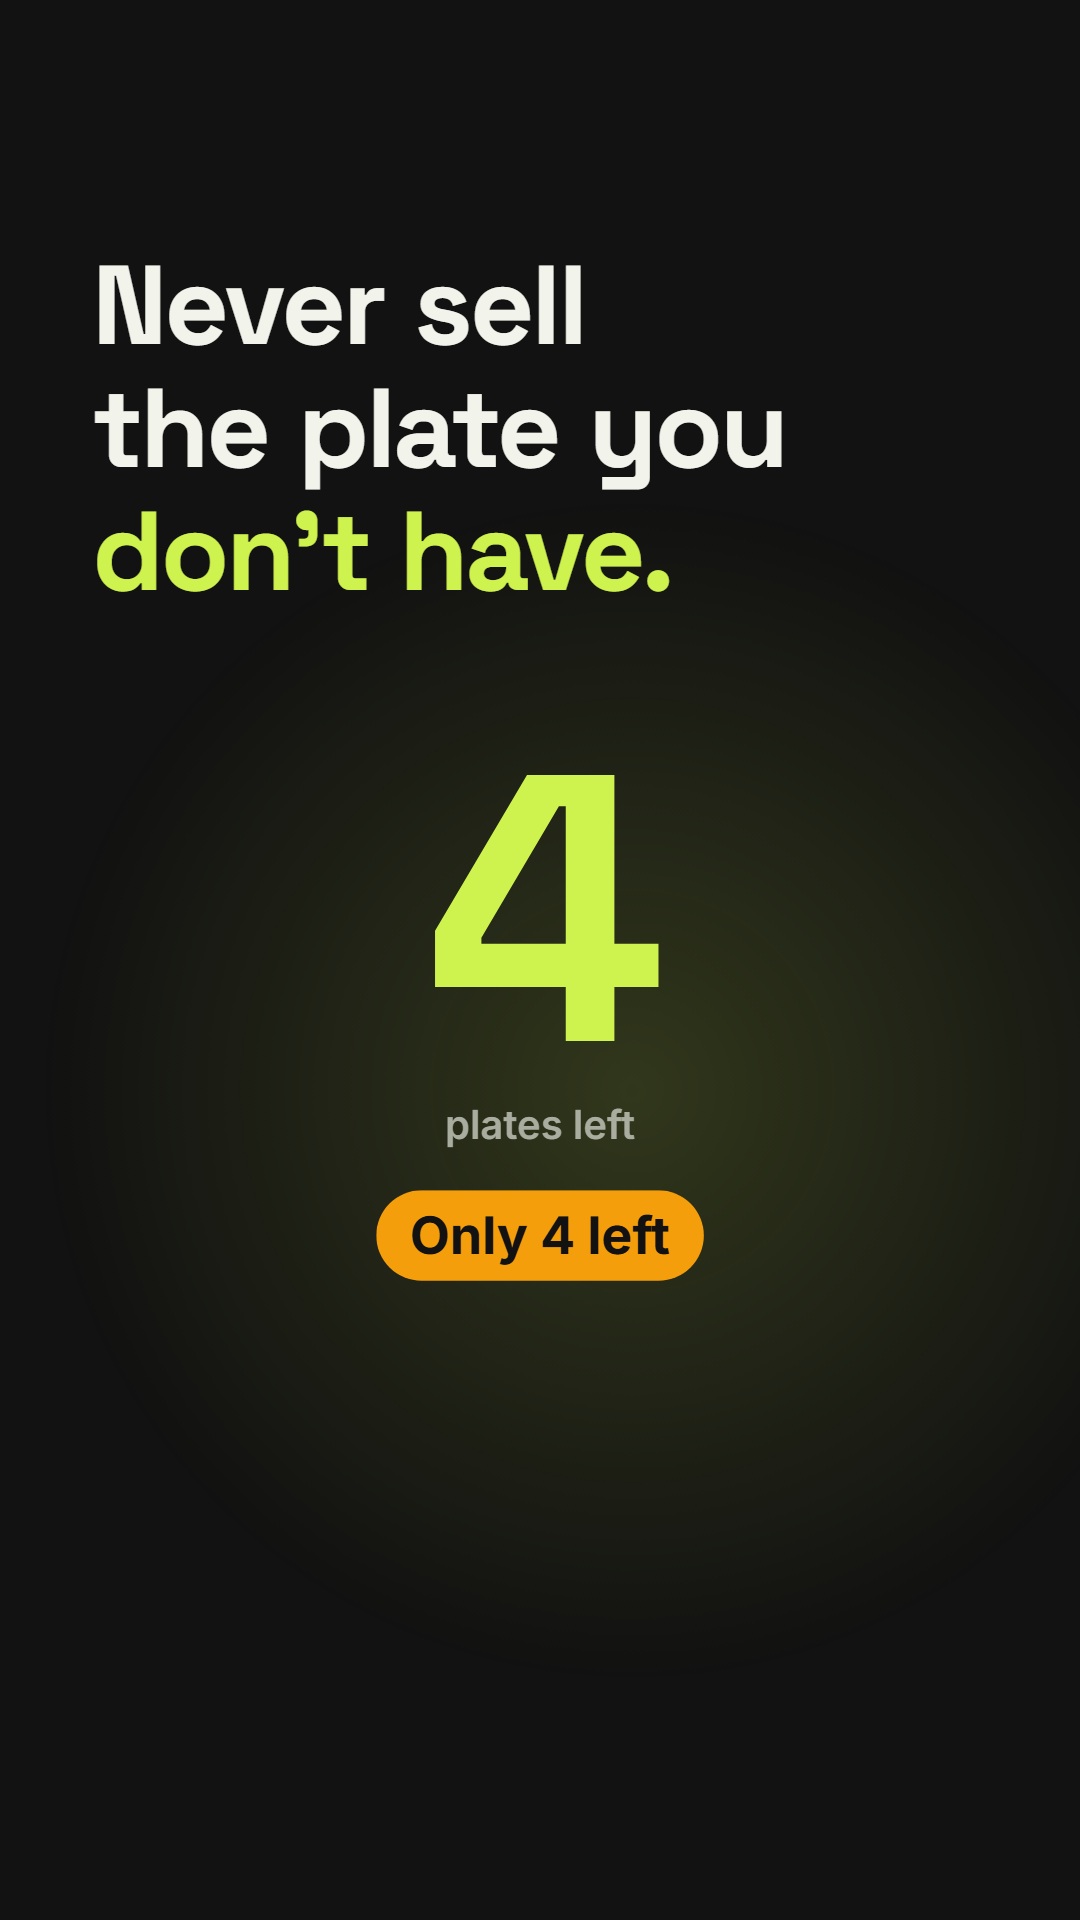 Never sell
the plate you
don’t have.
4
plates left
Only 4 left